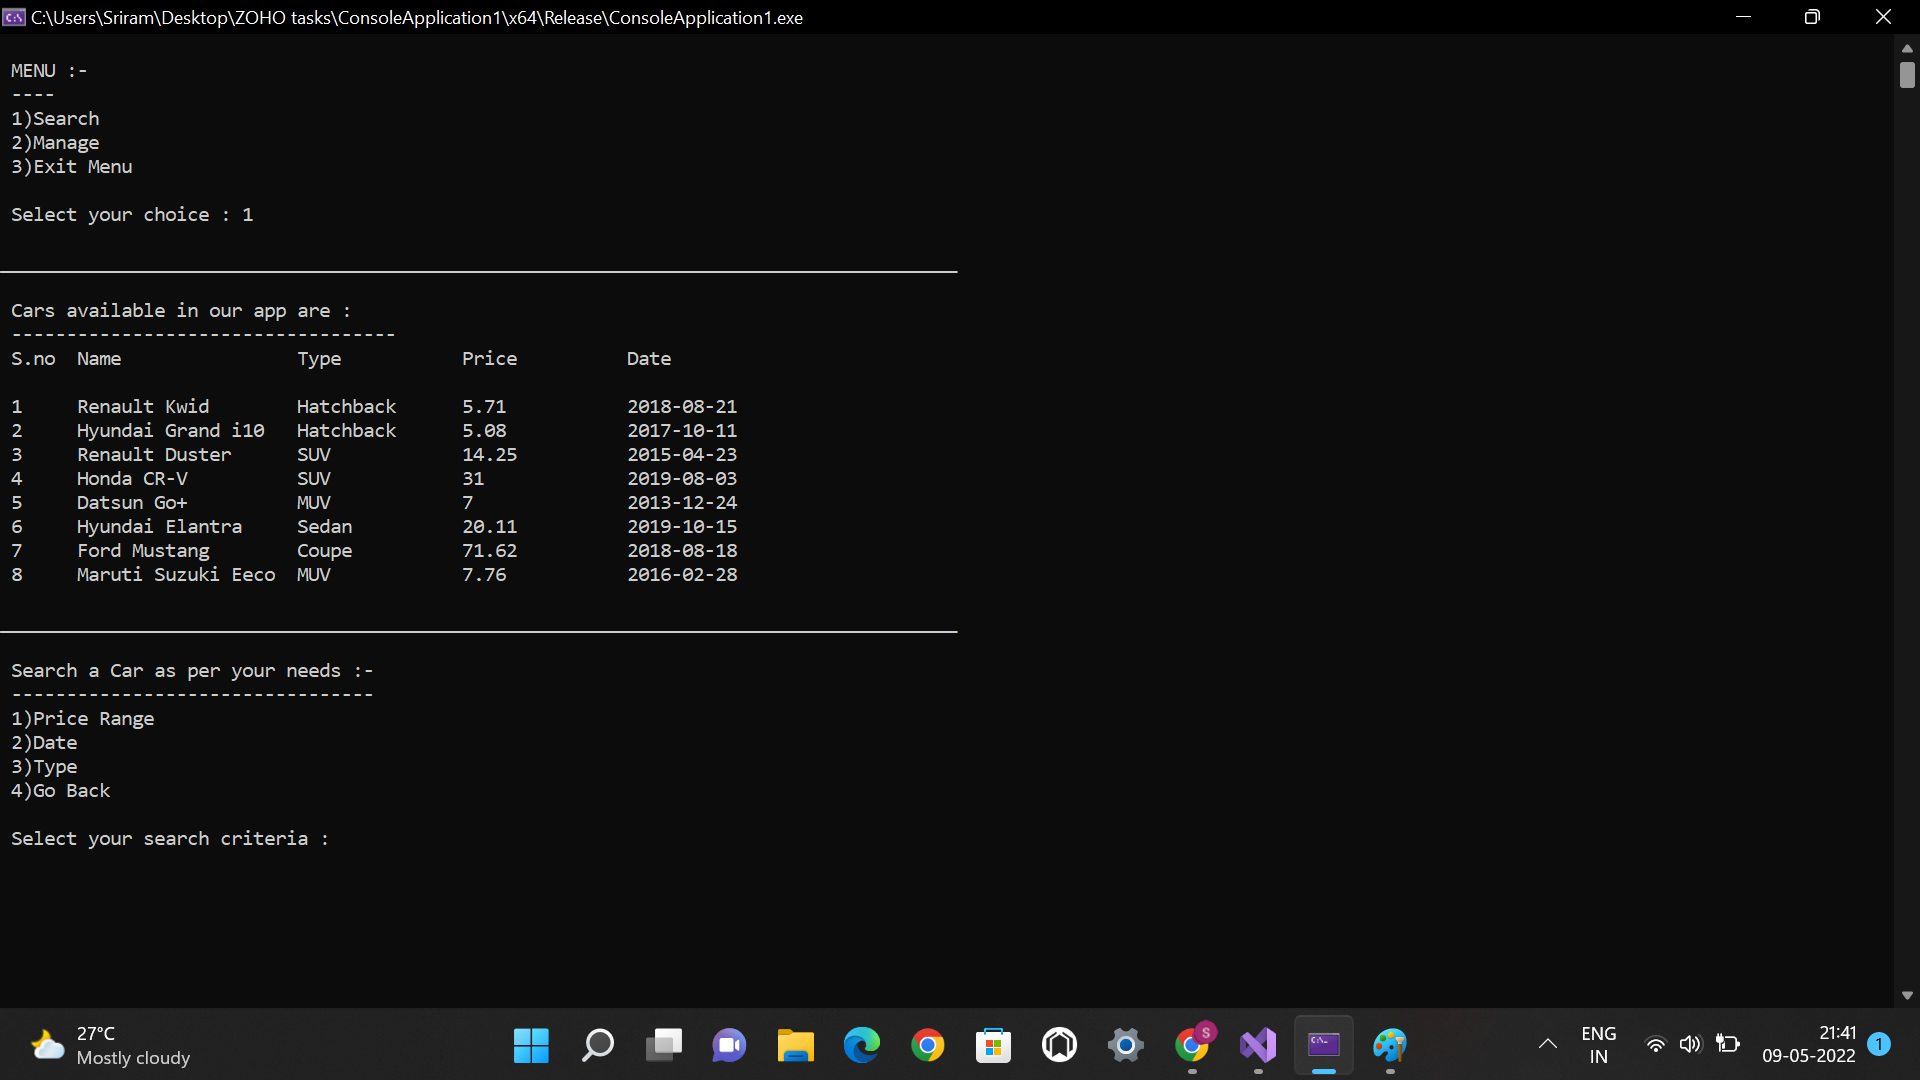 C:\Users\Sriram\Desktop\ZOHO tasks\ConsoleApplication1\x64\Release\ConsoleApplication1.exe
MENU :-
----
1)Search
2)Manage
3)Exit Menu
Select your choice : 1
Cars available in our app are :
-----------------------------------
S.no Name Type Price Date
1 Renault Kwid Hatchback 5.71 2018-08-21
2 Hyundai Grand i10 Hatchback 5.08 2017-10-11
3 Renault Duster SUV 14.25 2015-04-23
4 Honda CR-V SUV 31 2019-08-03
5 Datsun Go+ MUV 7 2013-12-24
6 Hyundai Elantra Sedan 20.11 2019-10-15
7 Ford Mustang Coupe 71.62 2018-08-18
8 Maruti Suzuki Eeco MUV 7.76 2016-02-28
Search a Car as per your needs :-
---------------------------------
1)Price Range
2)Date
3)Type
4)Go Back
Select your search criteria :
27°C
Mostly cloudy
S
ENG
IN
21:41
09-05-2022
1